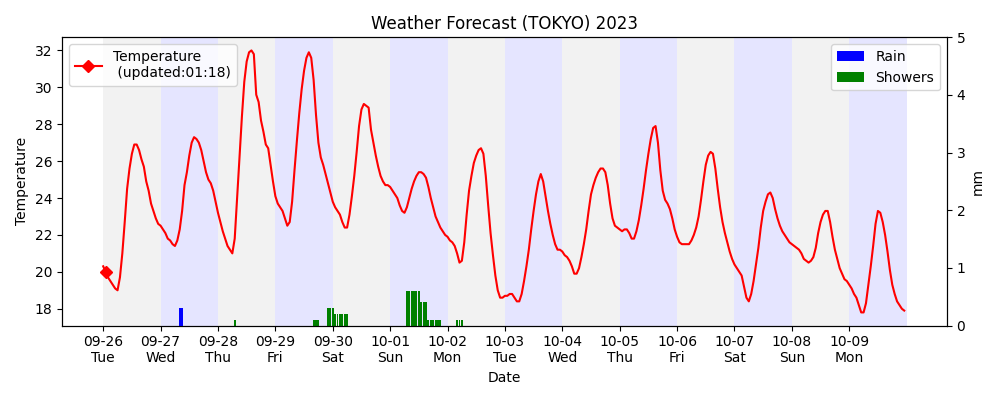 Weather Forecast (TOKYO) 2023
Temperature
(updated:01:18)
Rain
Showers
Temperature
32
30
28
26
24
22
20
18
5
4
3
2
1
0
mm
09-26 09-27 09-28 09-29 09-30 10-01 10-02 10-03 10-04 10-05 10-06 10-07 10-08 10-09
Tue Wed Thu Fri Sat Sun Mon Tue Wed Thu Fri Sat Sun Mon
Date